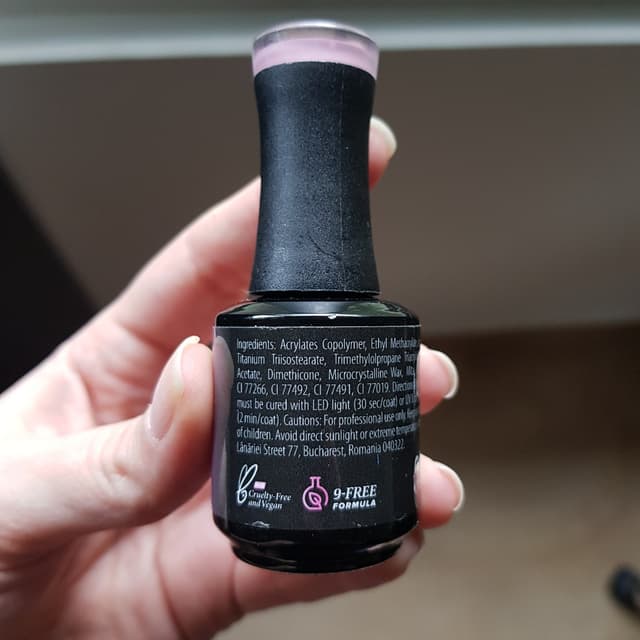 Ingredients: Acrylates Copolymer, Ethyl Methacrylate
Titanium Triisostearate, Trimethylolpropane
Acetate, Dimethicone, Microcrystalline Wax,
CI 77266, CI 77492, CI 77491, CI 77019. Direction
must be cured with LED light (30 sec/coat) or UV
(2 min/coat). Cautions: For professional use only.
of children. Avoid direct sunlight or extreme
Lânăriei Street 77, Bucharest, Romania 040322.
Cruelty-Free
and Vegan
9-FREE
FORMULA